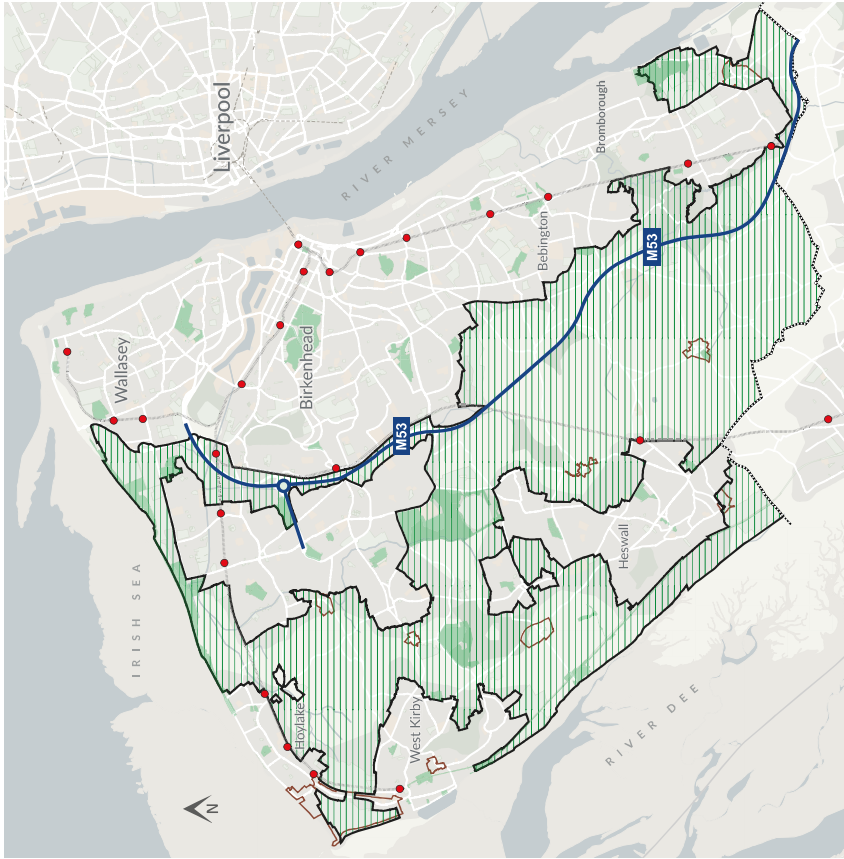 Liverpool
RIVER MERSEY
Bromborough
Bebington
M53
Wallasey
Birkenhead
M53
IRISH SEA
Heswall
Hoylake
West Kirby
RIVER DEE
N